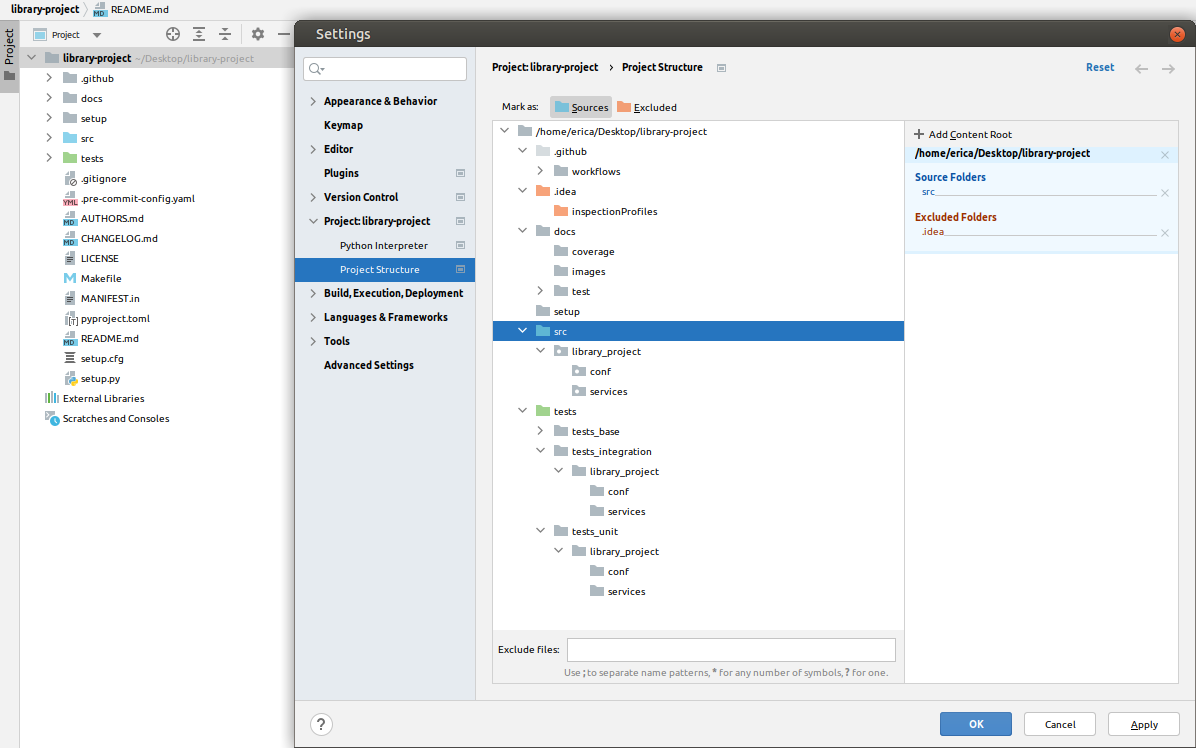 library-project
README.md
Project
Project
library-project ~/Desktop/library-project
.github
docs
setup
src
tests
.gitignore
.pre-commit-config.yaml
AUTHORS.md
CHANGELOG.md
LICENSE
Makefile
MANIFEST.in
pyproject.toml
README.md
setup.cfg
setup.py
External Libraries
Scratches and Consoles
Settings
Appearance & Behavior
Keymap
Editor
Plugins
Version Control
Project: library-project
Python Interpreter
Project Structure
Build, Execution, Deployment
Languages & Frameworks
Tools
Advanced Settings
Project: library-project › Project Structure
Reset
Mark as: Sources Excluded
/home/erica/Desktop/library-project
.github
workflows
.idea
inspectionProfiles
docs
coverage
images
test
setup
src
library_project
conf
services
tests
tests_base
tests_integration
library_project
conf
services
tests_unit
library_project
conf
services
Exclude files:
Use ; to separate name patterns, * for any number of symbols, ? for one.
+ Add Content Root
/home/erica/Desktop/library-project
Source Folders
src
Excluded Folders
.idea
?
OK
Cancel
Apply